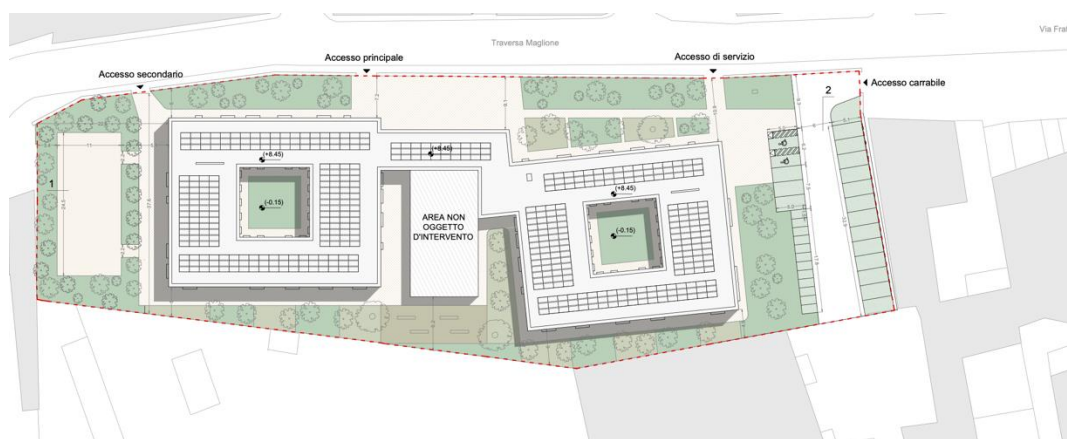 Via Frat
Traversa Maglione
Accesso principale
Accesso di servizio
Accesso secondario
Accesso carrabile
2
1
(+8.45)
(+8.45)
(+8.45)
(-0.15)
(-0.15)
AREA NON
OGGETTO
D'INTERVENTO